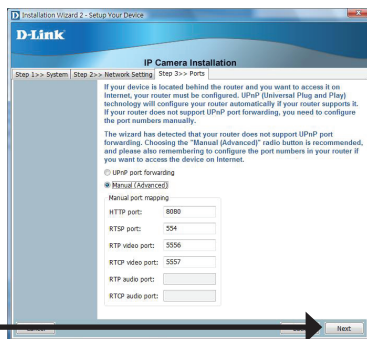 Installation Wizard 2 - Setup Your Device
D-Link
IP Camera Installation
Step 1>> System Step 2>> Network Setting Step 3>> Ports
If your device is located behind the router and you want to access it on
Internet, your router must be configured. UPnP (Universal Plug and Play)
technology will configure your router automatically if your router supports it.
If your router does not support UPnP port forwarding, you need to configure
the port numbers manually.
The wizard has detected that your router does not support UPnP port
forwarding. Choosing the "Manual (Advanced)" radio button is recommended,
and please also remembering to configure the port numbers in your router if
you want to access the device on Internet.
UPnP port forwarding
Manual (Advanced)
Manual port mapping
HTTP port: 8080
RTSP port: 554
RTP video port: 5556
RTCP video port: 5557
RTP audio port:
RTCP audio port:
Next